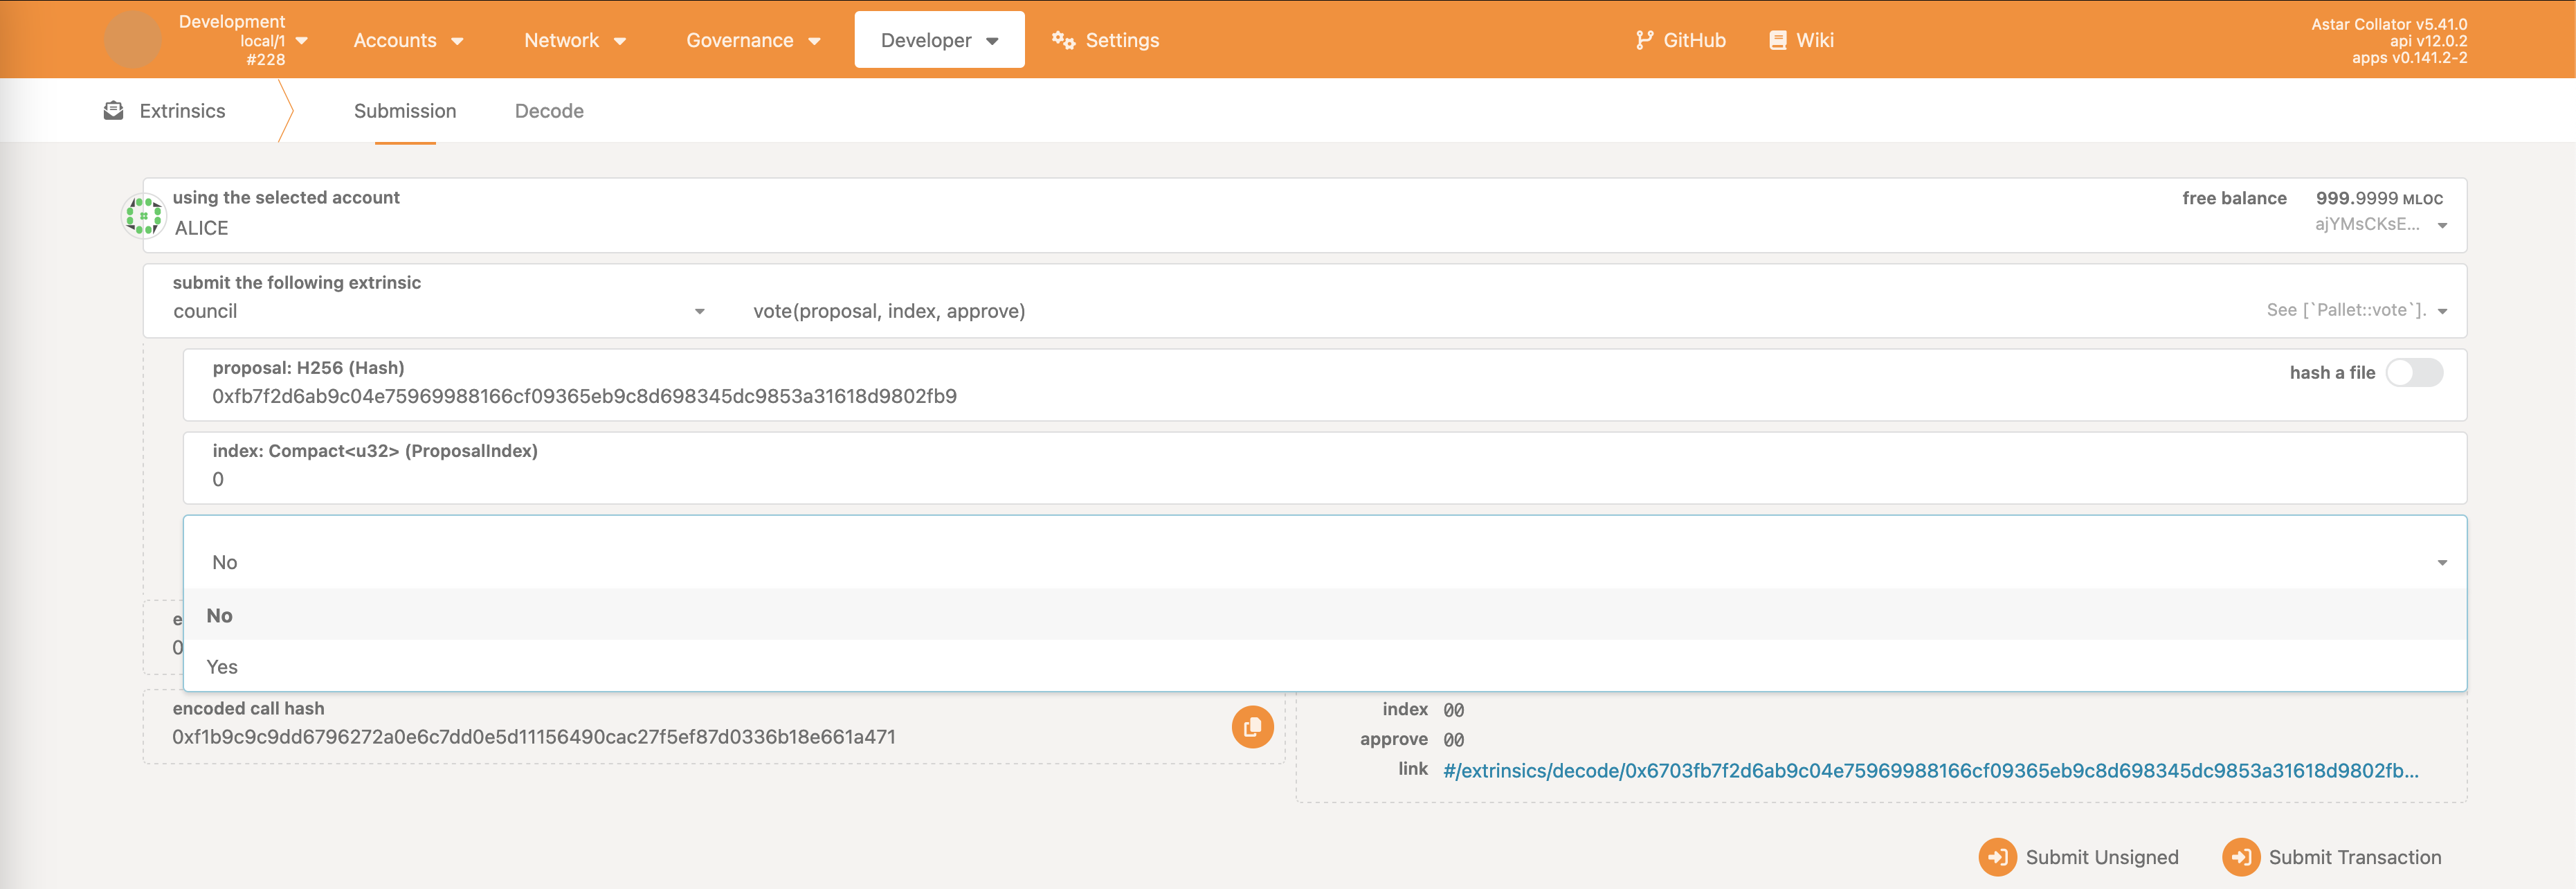 Development
local/1
#228
Accounts
Network
Governance
Developer
Settings
GitHub
Wiki
Astar Collator v5.41.0
api v12.0.2
apps v0.141.2-2
Extrinsics
Submission
Decode
using the selected account
ALICE
free balance 999.9999 MLOC
ajYMsCKsE...
submit the following extrinsic
council
vote(proposal, index, approve)
See [`Pallet::vote`].
proposal: H256 (Hash)
0xfb7f2d6ab9c04e75969988166cf09365eb9c8d698345dc9853a31618d9802fb9
hash a file
index: Compact<u32> (ProposalIndex)
0
No
No
Yes
e
0
encoded call hash
0xf1b9c9c9dd6796272a0e6c7dd0e5d11156490cac27f5ef87d0336b18e661a471
index 00
approve 00
link #/extrinsics/decode/0x6703fb7f2d6ab9c04e75969988166cf09365eb9c8d698345dc9853a31618d9802fb...
Submit Unsigned
Submit Transaction